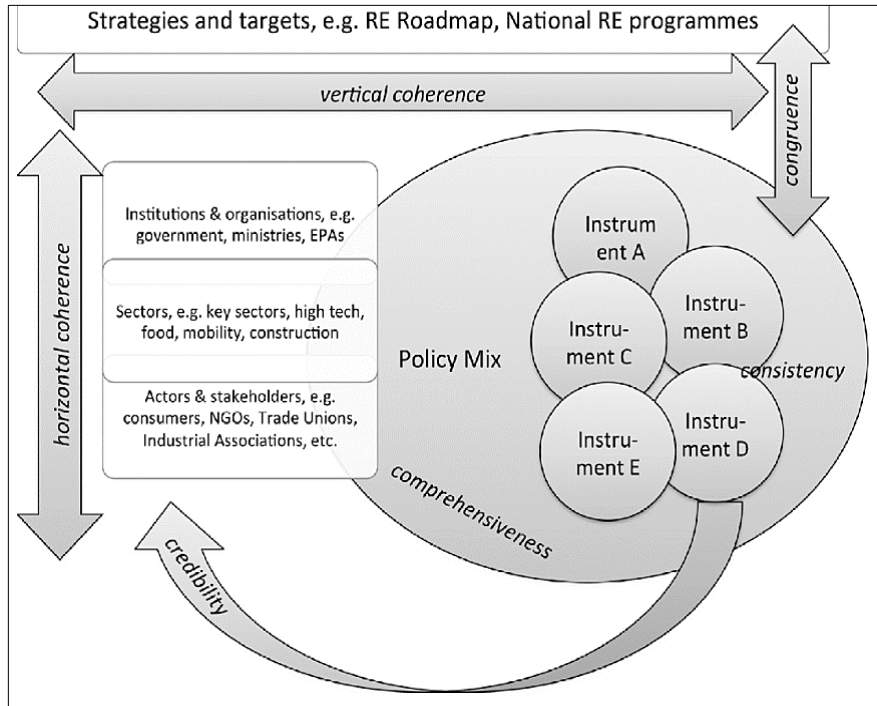 Strategies and targets, e.g. RE Roadmap, National RE programmes
vertical coherence
congruence
horizontal coherence
Institutions & organisations, e.g.
government, ministries, EPAs
Sectors, e.g. key sectors, high tech,
food, mobility, construction
Actors & stakeholders, e.g.
consumers, NGOs, Trade Unions,
Industrial Associations, etc.
Policy Mix
Instrum
ent A
Instru-
ment B
Instru-
ment C
consistency
Instru-
ment D
Instru-
ment E
comprehensiveness
credibility